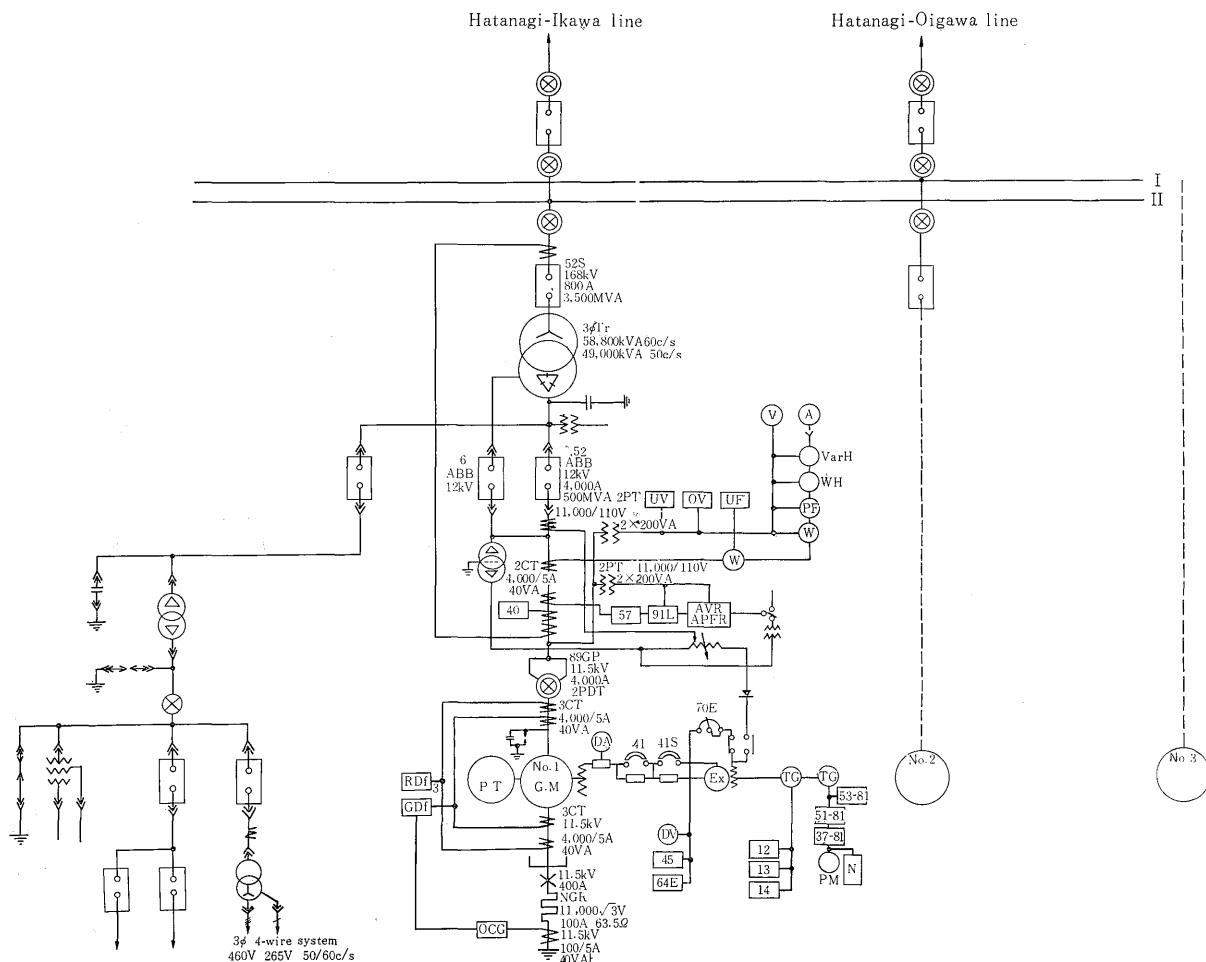 Hatanagi-Ikawa line
Hatanagi-Oigawa line
I
II
52S
168kV
800A
3,500MVA
3φTr
58,800kVA60c/s
49,000kVA 50c/s
6
ABB
12kV
52
ABB
12kV
4,000A
500MVA
2PT
11,000/110V
2×200VA
UV
OV
UF
V
A
VarH
WH
PF
W
W
2CT
4,000/5A
40VA
2PT 11,000/110V
2×200VA
40
57
91L
AVR
APFR
89GP
11.5kV
4,000A
2PDT
3CT
4,000/5A
40VA
70E
DA
41
41S
RDf
3
GDf
PT
No.1
G.M
Ex
TG
TG
No.2
No.3
53-81
51-81
37-81
PM
N
3CT
11.5kV
4,000/5A
40VA
DV
45
64E
12
13
14
11.5kV
400A
NGR
11,000√3V
100A 63.5Ω
OCG
11.5kV
100/5A
40VA
3φ 4-wire system
460V 265V 50/60c/s